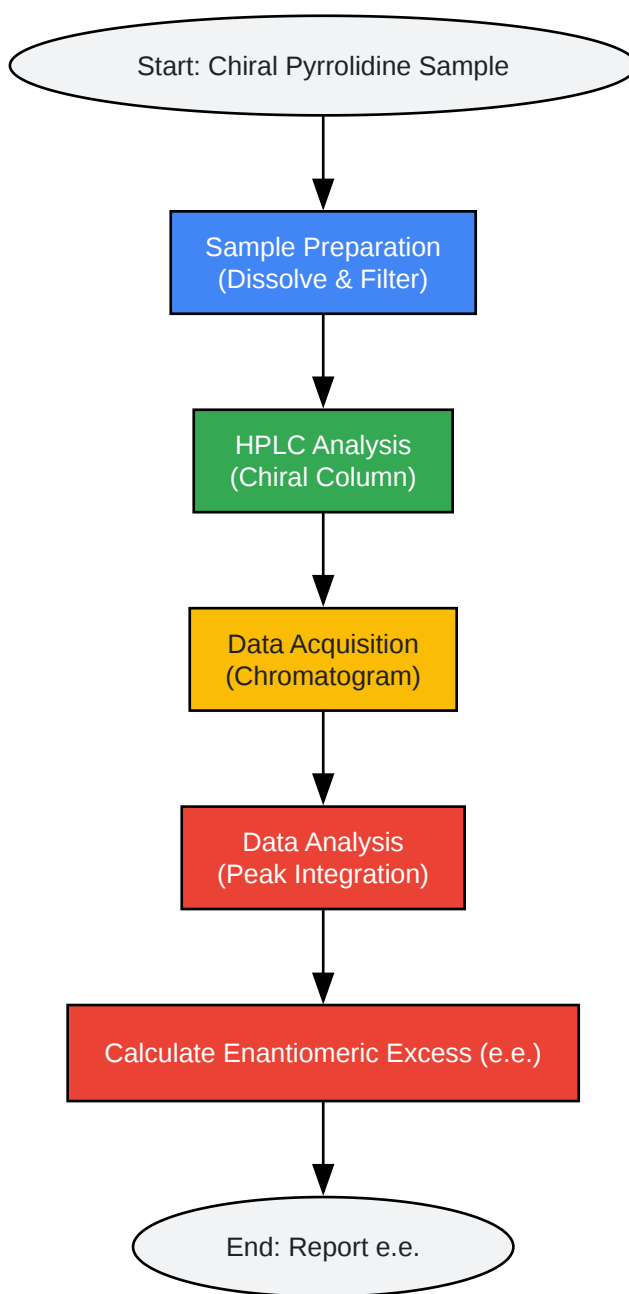 Start: Chiral Pyrrolidine Sample
Sample Preparation
(Dissolve & Filter)
HPLC Analysis
(Chiral Column)
Data Acquisition
(Chromatogram)
Data Analysis
(Peak Integration)
Calculate Enantiomeric Excess (e.e.)
End: Report e.e.